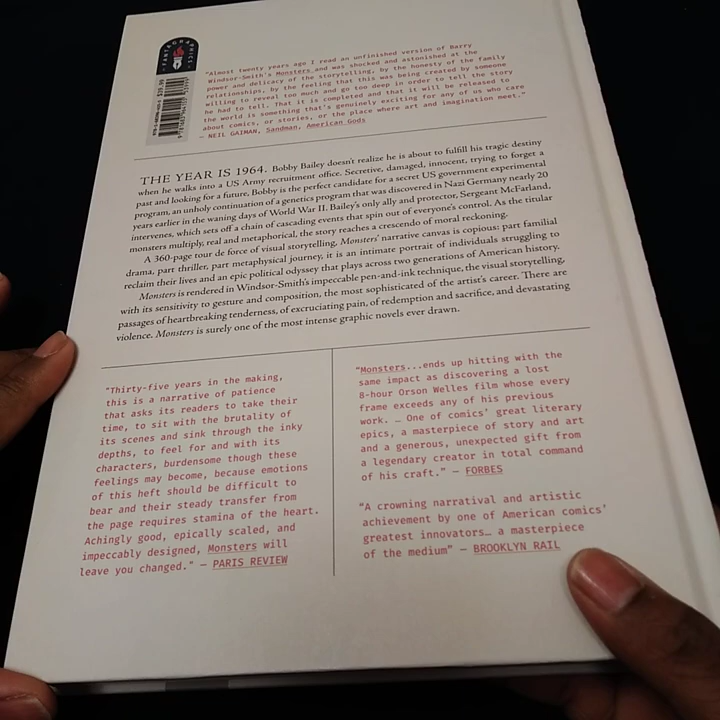 FANTAGRAPHICS
$39.99
"Almost twenty years ago I read an unfinished version of Barry
Windsor-Smith's Monsters and was shocked and astonished at the
power and delicacy of the storytelling, by the honesty of the family
relationships, by the feeling that this was being created by someone
willing to reveal too much and go too deep in order to tell the story
he had to tell. That it is completed and that it will be released to
the world is something that's genuinely exciting for any of us who care
about comics, or stories, or the place where art and imagination meet."
— NEIL GAIMAN, Sandman, American Gods
THE YEAR IS 1964. Bobby Bailey doesn't realize he is about to fulfill his tragic destiny
when he walks into a US Army recruitment office. Secretive, damaged, innocent, trying to forget a
past and looking for a future, Bobby is the perfect candidate for a secret US government experimental
program, an unholy continuation of a genetics program that was discovered in Nazi Germany nearly 20
years earlier in the waning days of World War II. Bailey's only ally and protector, Sergeant McFarland,
intervenes, which sets off a chain of cascading events that spin out of everyone's control. As the titular
monsters multiply, real and metaphorical, the story reaches a crescendo of moral reckoning.
A 360-page tour de force of visual storytelling, Monsters' narrative canvas is copious: part familial
drama, part thriller, part metaphysical journey, it is an intimate portrait of individuals struggling to
reclaim their lives and an epic political odyssey that plays across two generations of American history.
Monsters is rendered in Windsor-Smith's impeccable pen-and-ink technique, the visual storytelling,
with its sensitivity to gesture and composition, the most sophisticated of the artist's career. There are
passages of heartbreaking tenderness, of excruciating pain, of redemption and sacrifice, and devastating
violence. Monsters is surely one of the most intense graphic novels ever drawn.
"Thirty-five years in the making,
this is a narrative of patience
that asks its readers to take their
time, to sit with the brutality of
its scenes and sink through the inky
depths, to feel for and with its
characters, burdensome though these
feelings may become, because emotions
of this heft should be difficult to
bear and their steady transfer from
the page requires stamina of the heart.
Achingly good, epically scaled, and
impeccably designed, Monsters will
leave you changed." — PARIS REVIEW
"Monsters...ends up hitting with the
same impact as discovering a lost
8-hour Orson Welles film whose every
frame exceeds any of his previous
work. … One of comics' great literary
epics, a masterpiece of story and art
and a generous, unexpected gift from
a legendary creator in total command
of his craft." — FORBES
"A crowning narratival and artistic
achievement by one of American comics'
greatest innovators… a masterpiece
of the medium" — BROOKLYN RAIL